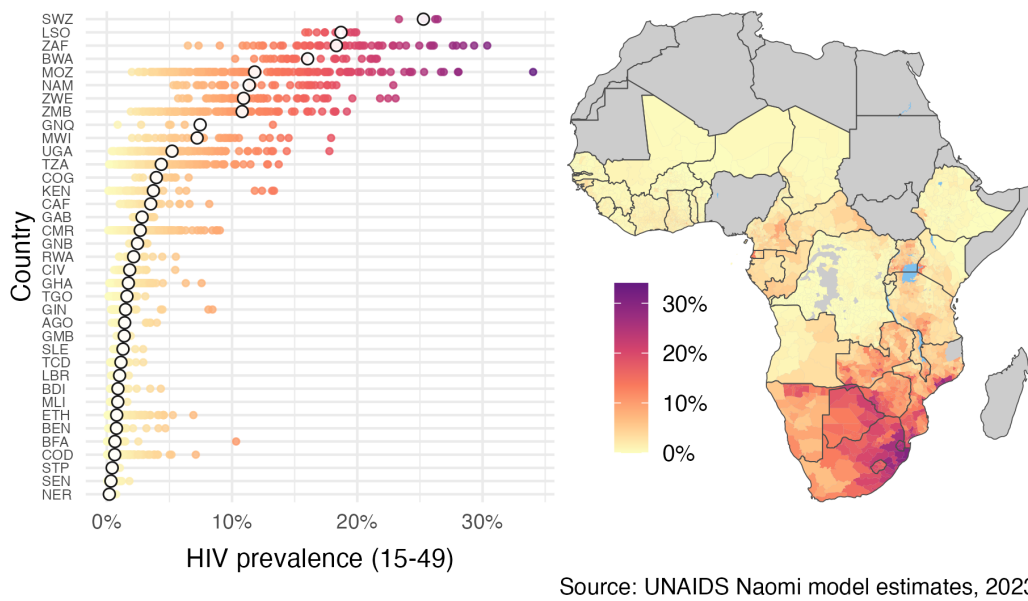 SWZ
LSO
ZAF
BWA
MOZ
NAM
ZWE
ZMB
GNQ
MWI
UGA
TZA
COG
KEN
CAF
GAB
CMR
GNB
RWA
CIV
GHA
TGO
GIN
AGO
GMB
SLE
TCD
LBR
BDI
MLI
ETH
BEN
BFA
COD
STP
SEN
NER
Country
0% 10% 20% 30%
HIV prevalence (15-49)
30%
20%
10%
0%
Source: UNAIDS Naomi model estimates, 2023